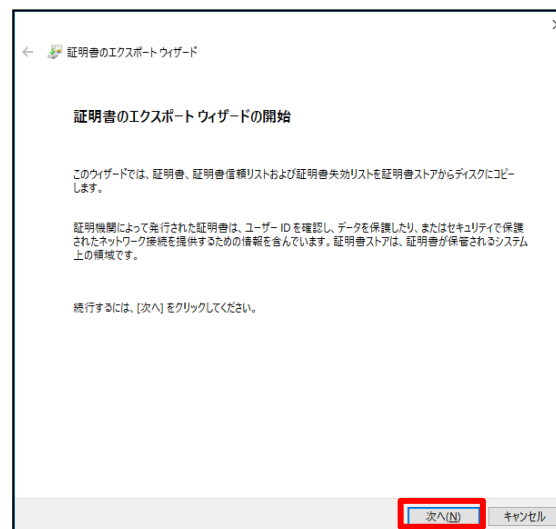 証明書のエクスポート ウィザード
証明書のエクスポート ウィザードの開始
このウィザードでは、証明書、証明書信頼リストおよび証明書失効リストを証明書ストアからディスクにコピー
します。
証明機関によって発行された証明書は、ユーザー ID を確認し、データを保護したり、またはセキュリティで保護
されたネットワーク接続を提供するための情報を含んでいます。証明書ストアは、証明書が保管されるシステム
上の領域です。
続行するには、[次へ] をクリックしてください。
次へ(N)
キャンセル